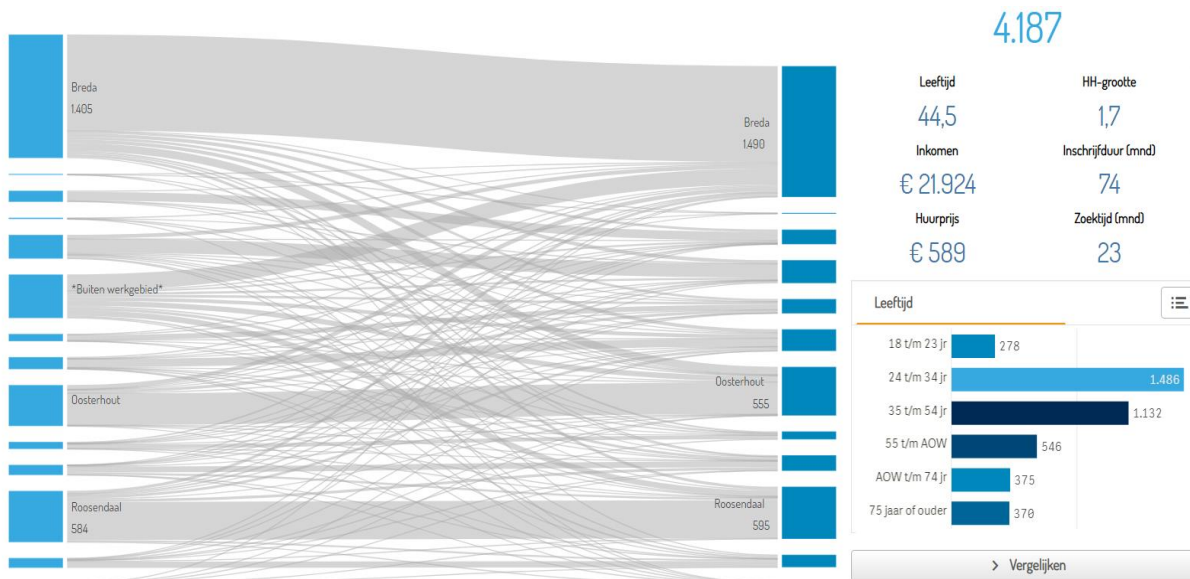 Breda
1.405
*Buiten werkgebied*
Oosterhout
Roosendaal
584
Breda
1.490
Oosterhout
555
Roosendaal
595
4.187
Leeftijd HH-grootte
44,5 1,7
Inkomen Inschrijfduur (mnd)
€ 21.924 74
Huurprijs Zoektijd (mnd)
€ 589 23
Leeftijd
18 t/m 23 jr 278
24 t/m 34 jr 1.486
35 t/m 54 jr 1.132
55 t/m AOW 546
AOW t/m 74 jr 375
75 jaar of ouder 370
> Vergelijken